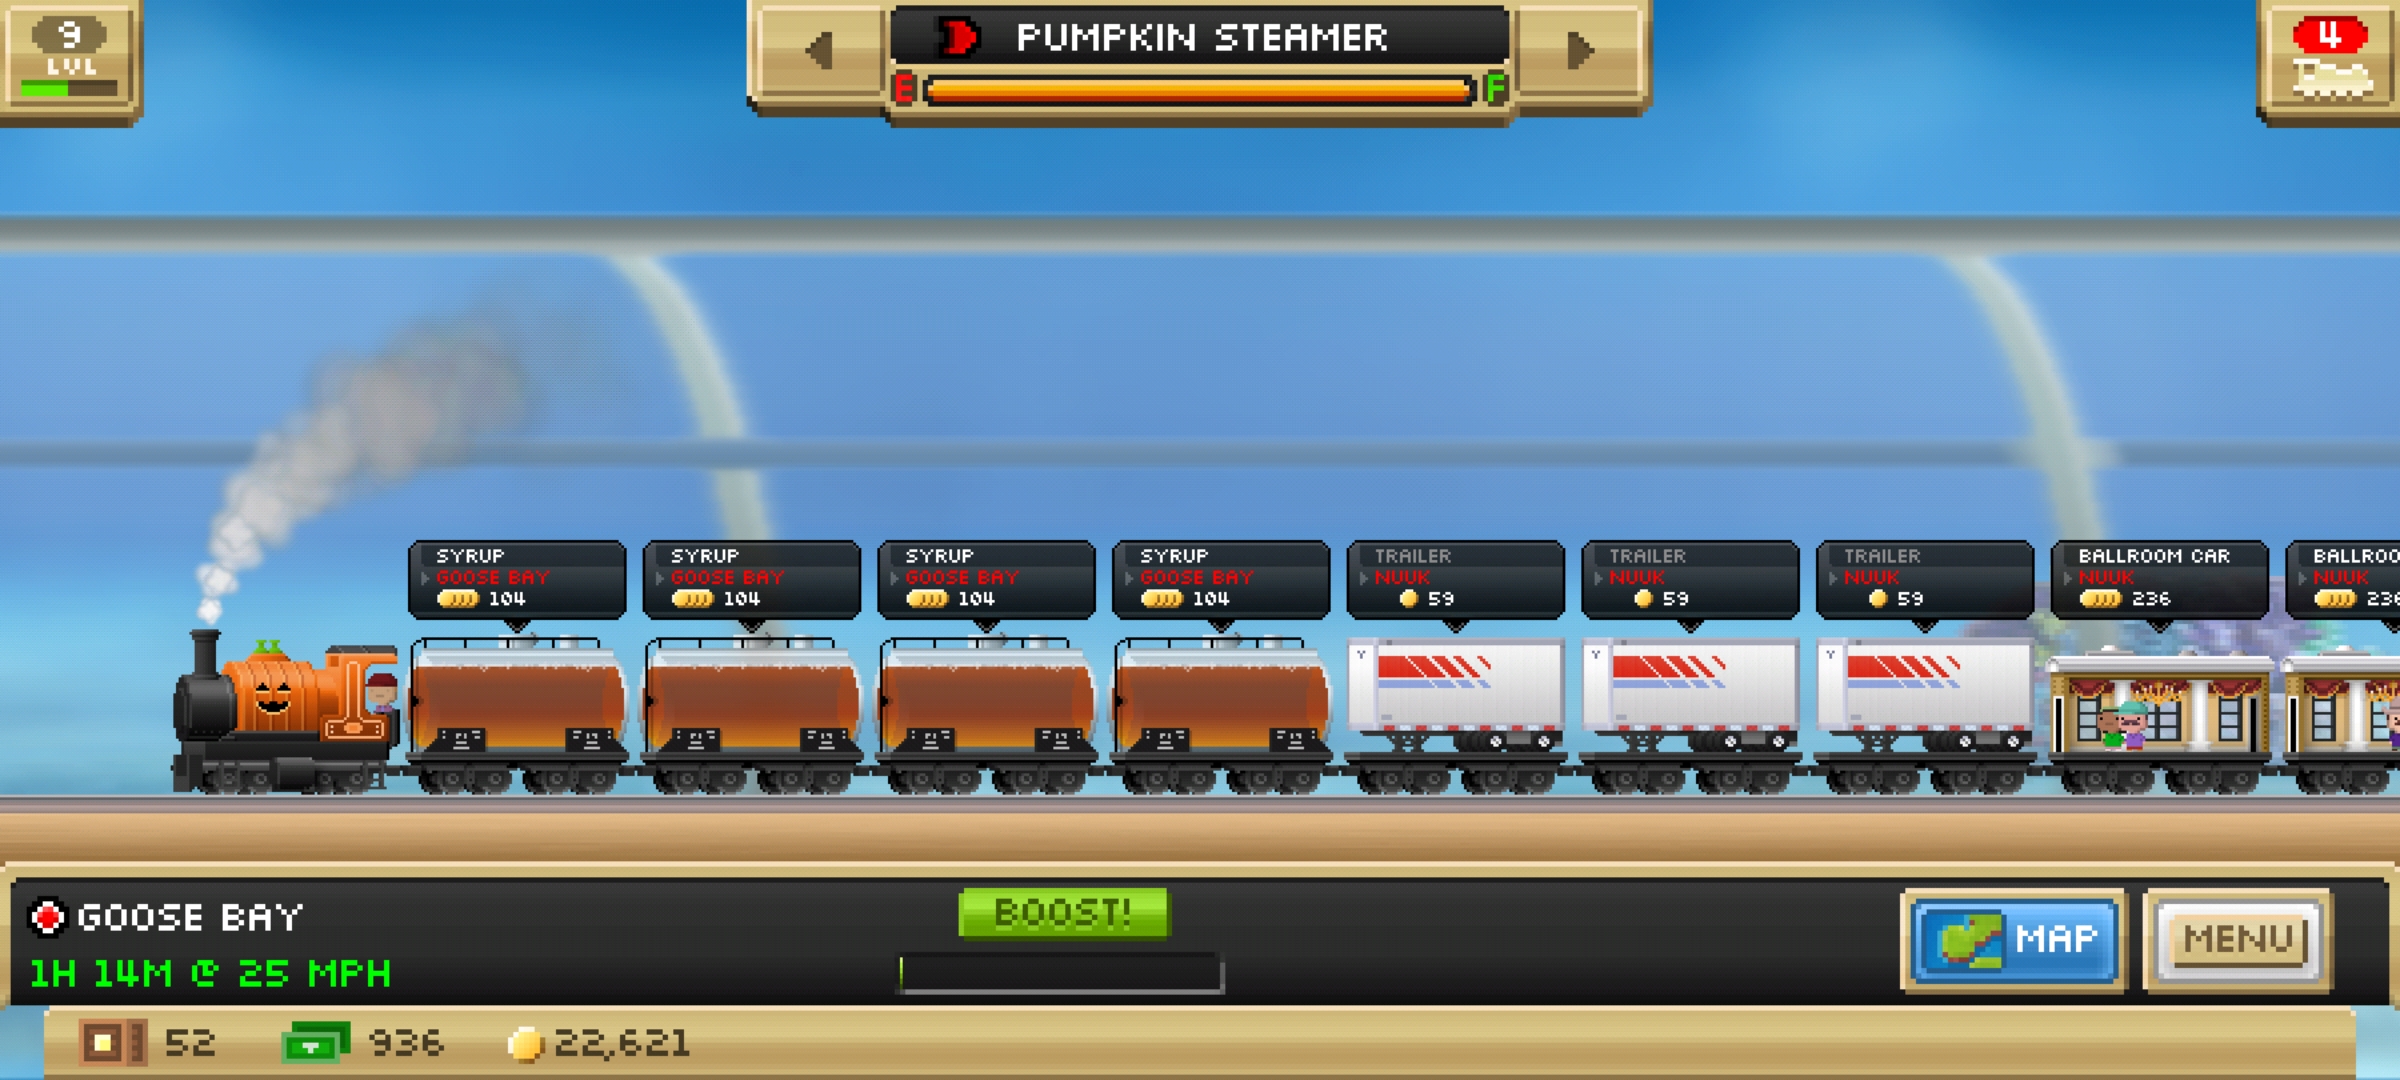 9
LVL
PUMPKIN STEAMER
E F
4
SYRUP
GOOSE BAY
104
SYRUP
GOOSE BAY
104
SYRUP
GOOSE BAY
104
SYRUP
GOOSE BAY
104
TRAILER
NUUK
59
TRAILER
NUUK
59
TRAILER
NUUK
59
BALLROOM CAR
NUUK
236
BALLROO
NUUK
236
GOOSE BAY
1H 14M @ 25 MPH
BOOST!
MAP
MENU
52
936
22,621